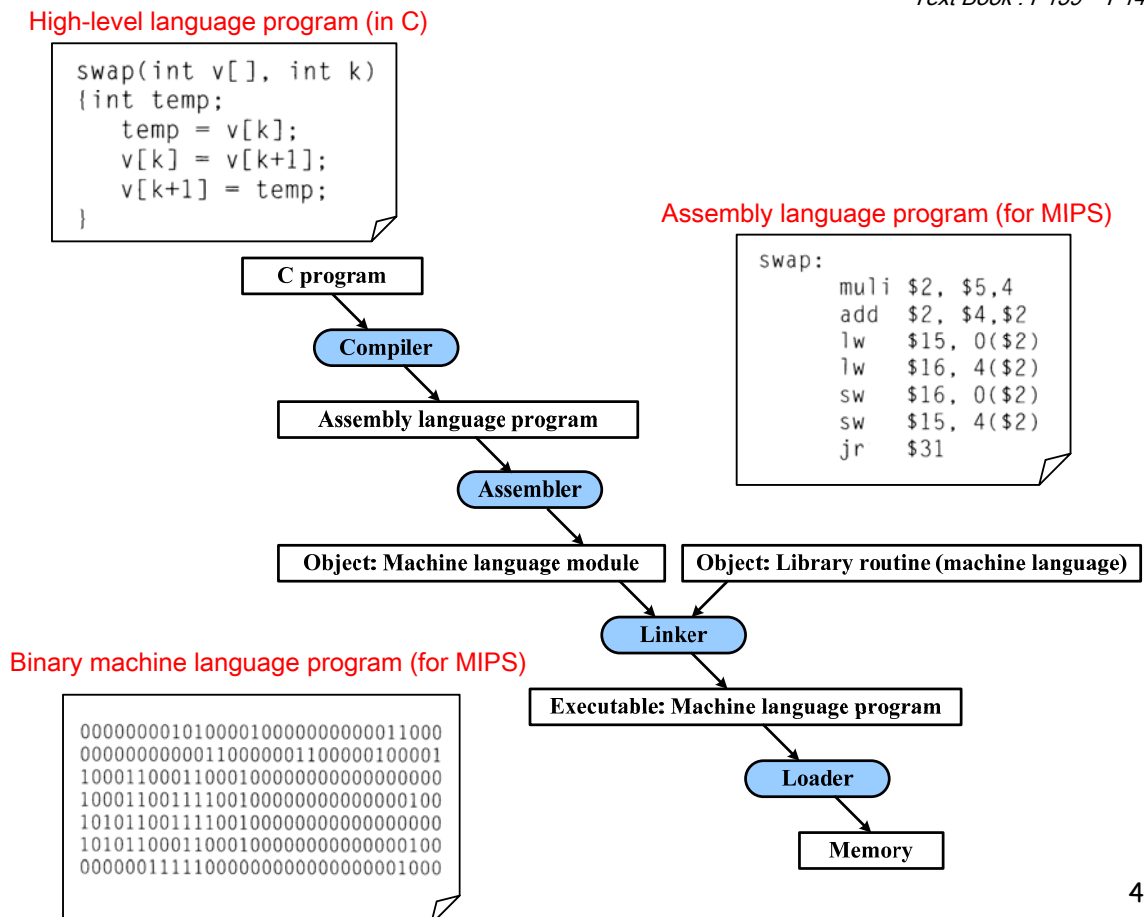 Text Book :
High-level language program (in C)
swap(int v[], int k)
{int temp;
temp = v[k];
v[k] = v[k+1];
v[k+1] = temp;
}
Assembly language program (for MIPS)
swap:
muli $2, $5,4
add $2, $4,$2
lw $15, 0($2)
lw $16, 4($2)
sw $16, 0($2)
sw $15, 4($2)
jr $31
C program
Compiler
Assembly language program
Assembler
Object: Machine language module
Object: Library routine (machine language)
Linker
Executable: Machine language program
Loader
Memory
Binary machine language program (for MIPS)
00000000101000010000000000011000
00000000000110000001100000100001
10001100011000100000000000000000
10001100111100100000000000000100
10101100111100100000000000000000
10101100011000100000000000000100
00000011111000000000000000001000
4